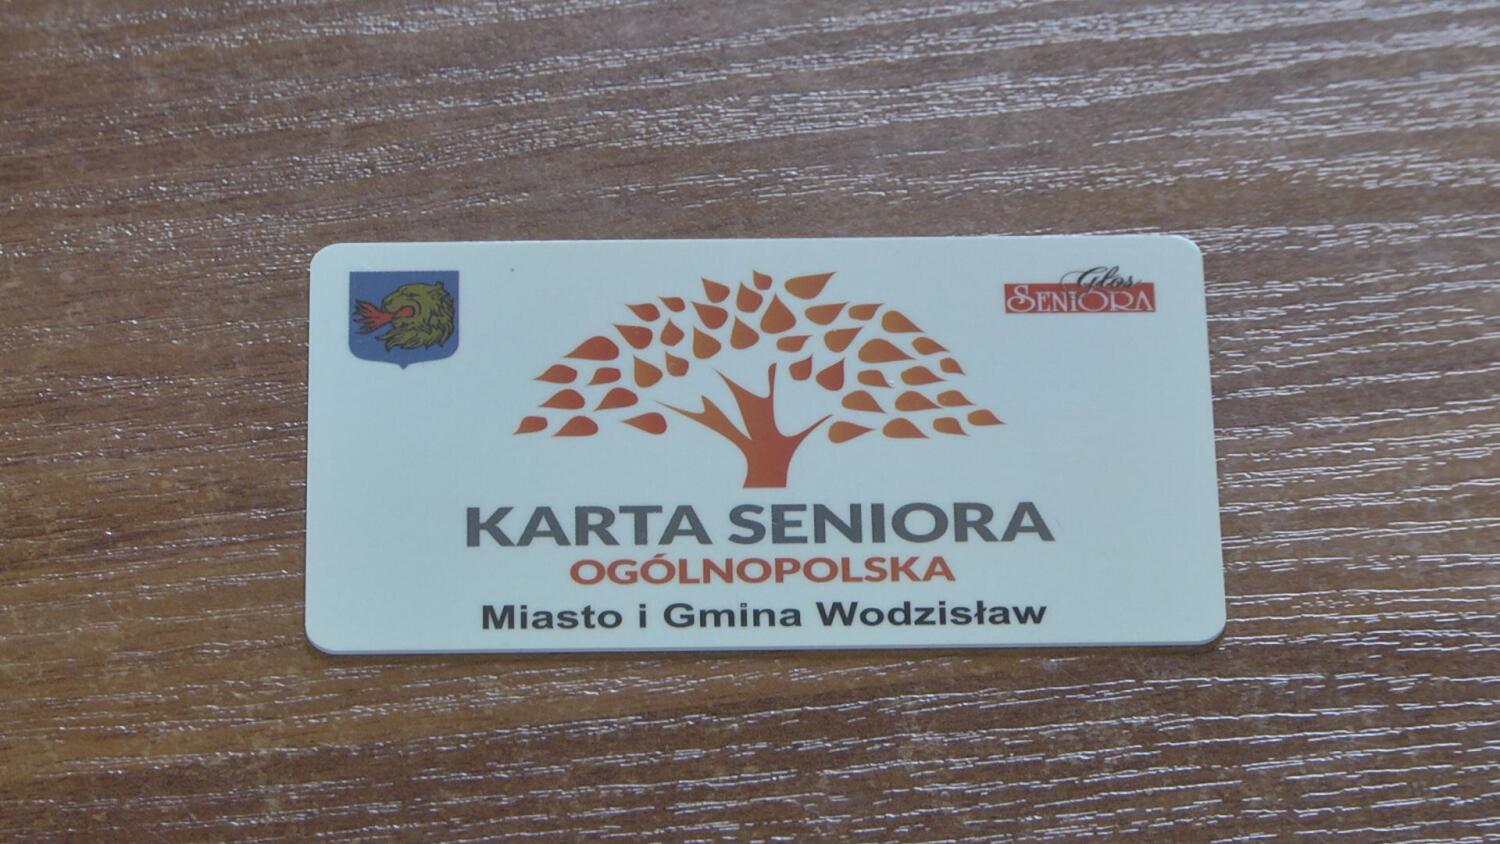 Głos
SENIORA
KARTA SENIORA
OGÓLNOPOLSKA
Miasto i Gmina Wodzisław